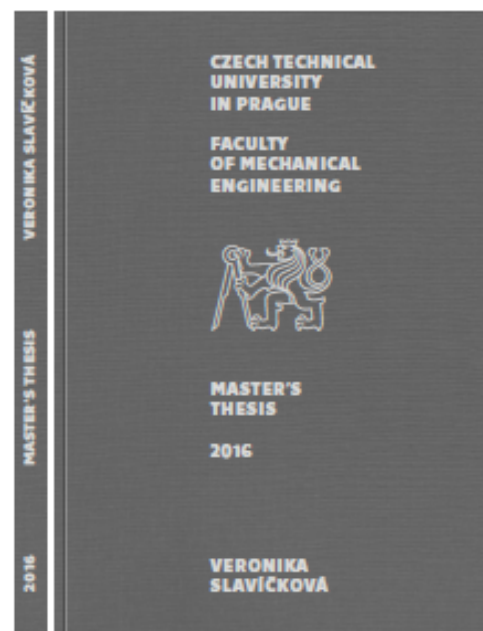 VERONIKA SLAVÍČKOVÁ
MASTER'S THESIS
2016
CZECH TECHNICAL
UNIVERSITY
IN PRAGUE
FACULTY
OF MECHANICAL
ENGINEERING
MASTER'S
THESIS
2016
VERONIKA
SLAVÍČKOVÁ